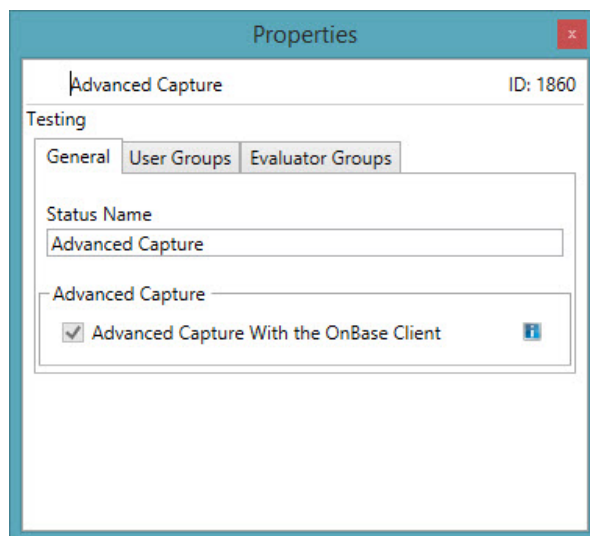 Properties
x
Advanced Capture ID: 1860
Testing
General User Groups Evaluator Groups
Status Name
Advanced Capture
Advanced Capture
Advanced Capture With the OnBase Client i